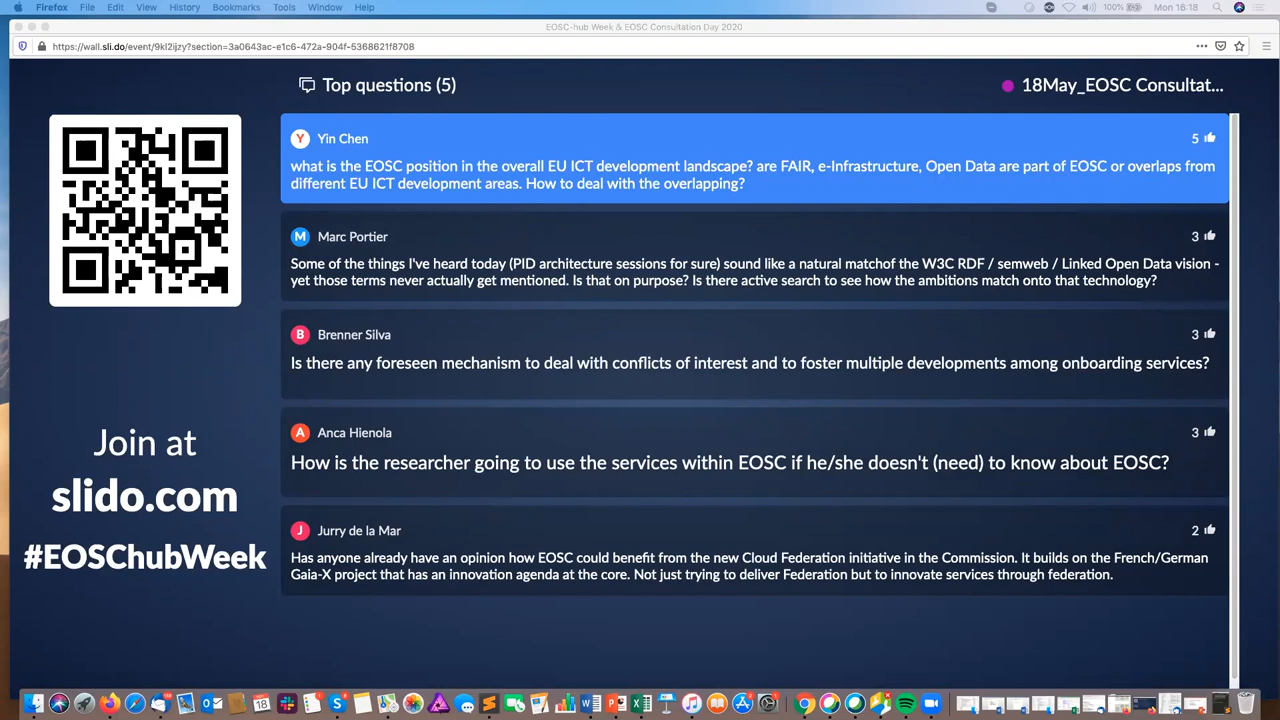 Firefox File Edit View History Bookmarks Tools Window Help 100% Mon 16:18
EOSC-hub Week & EOSC Consultation Day 2020
https://wall.sli.do/event/9kl2ijzy?section=3a0643ac-e1c6-472a-904f-5368621f8708
Top questions (5)
18May_EOSC Consultat...
Y Yin Chen 5
what is the EOSC position in the overall EU ICT development landscape? are FAIR, e-Infrastructure, Open Data are part of EOSC or overlaps from
different EU ICT development areas. How to deal with the overlapping?
M Marc Portier 3
Some of the things I've heard today (PID architecture sessions for sure) sound like a natural matchof the W3C RDF / semweb / Linked Open Data vision -
yet those terms never actually get mentioned. Is that on purpose? Is there active search to see how the ambitions match onto that technology?
B Brenner Silva 3
Is there any foreseen mechanism to deal with conflicts of interest and to foster multiple developments among onboarding services?
A Anca Hienola 3
How is the researcher going to use the services within EOSC if he/she doesn't (need) to know about EOSC?
J Jurry de la Mar 2
Has anyone already have an opinion how EOSC could benefit from the new Cloud Federation initiative in the Commission. It builds on the French/German
Gaia-X project that has an innovation agenda at the core. Not just trying to deliver Federation but to innovate services through federation.
Join at
slido.com
#EOSChubWeek
18